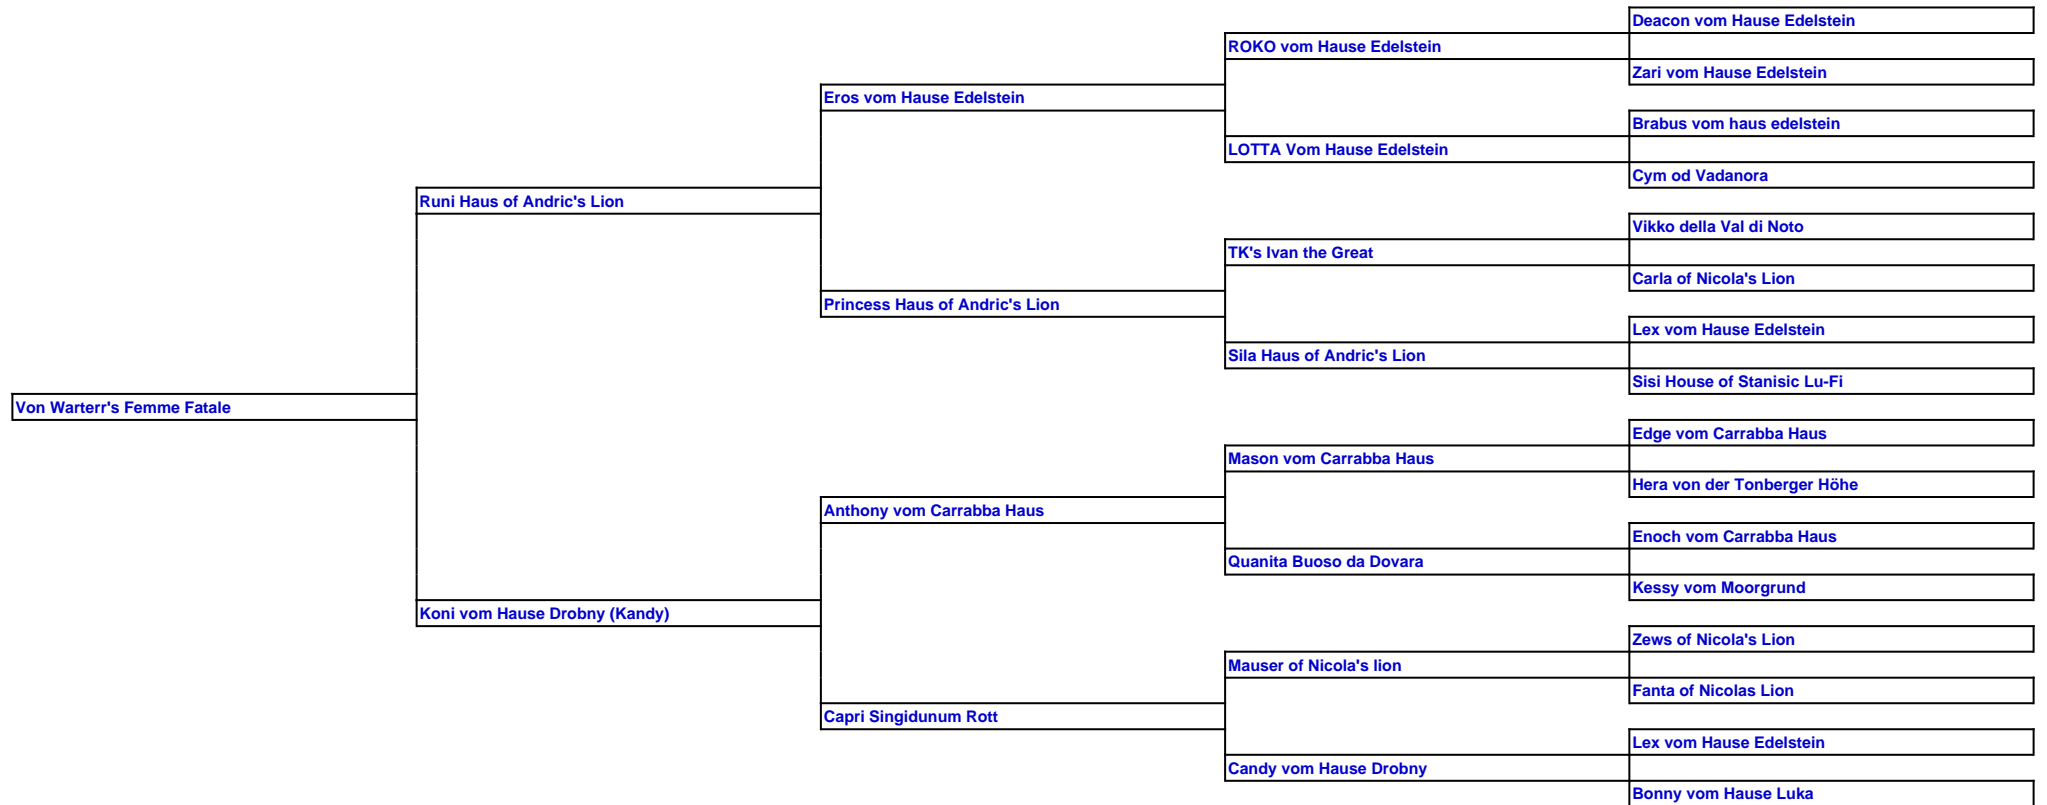 Deacon vom Hause Edelstein
ROKO vom Hause Edelstein
Zari vom Hause Edelstein
Eros vom Hause Edelstein
Brabus vom haus edelstein
LOTTA Vom Hause Edelstein
Cym od Vadanora
Runi Haus of Andric's Lion
Vikko della Val di Noto
TK's Ivan the Great
Carla of Nicola's Lion
Princess Haus of Andric's Lion
Lex vom Hause Edelstein
Sila Haus of Andric's Lion
Sisi House of Stanisic Lu-Fi
Von Warterr's Femme Fatale
Edge vom Carrabba Haus
Mason vom Carrabba Haus
Hera von der Tonberger Höhe
Anthony vom Carrabba Haus
Enoch vom Carrabba Haus
Quanita Buoso da Dovara
Kessy vom Moorgrund
Koni vom Hause Drobny (Kandy)
Zews of Nicola's Lion
Mauser of Nicola's lion
Fanta of Nicolas Lion
Capri Singidunum Rott
Lex vom Hause Edelstein
Candy vom Hause Drobny
Bonny vom Hause Luka